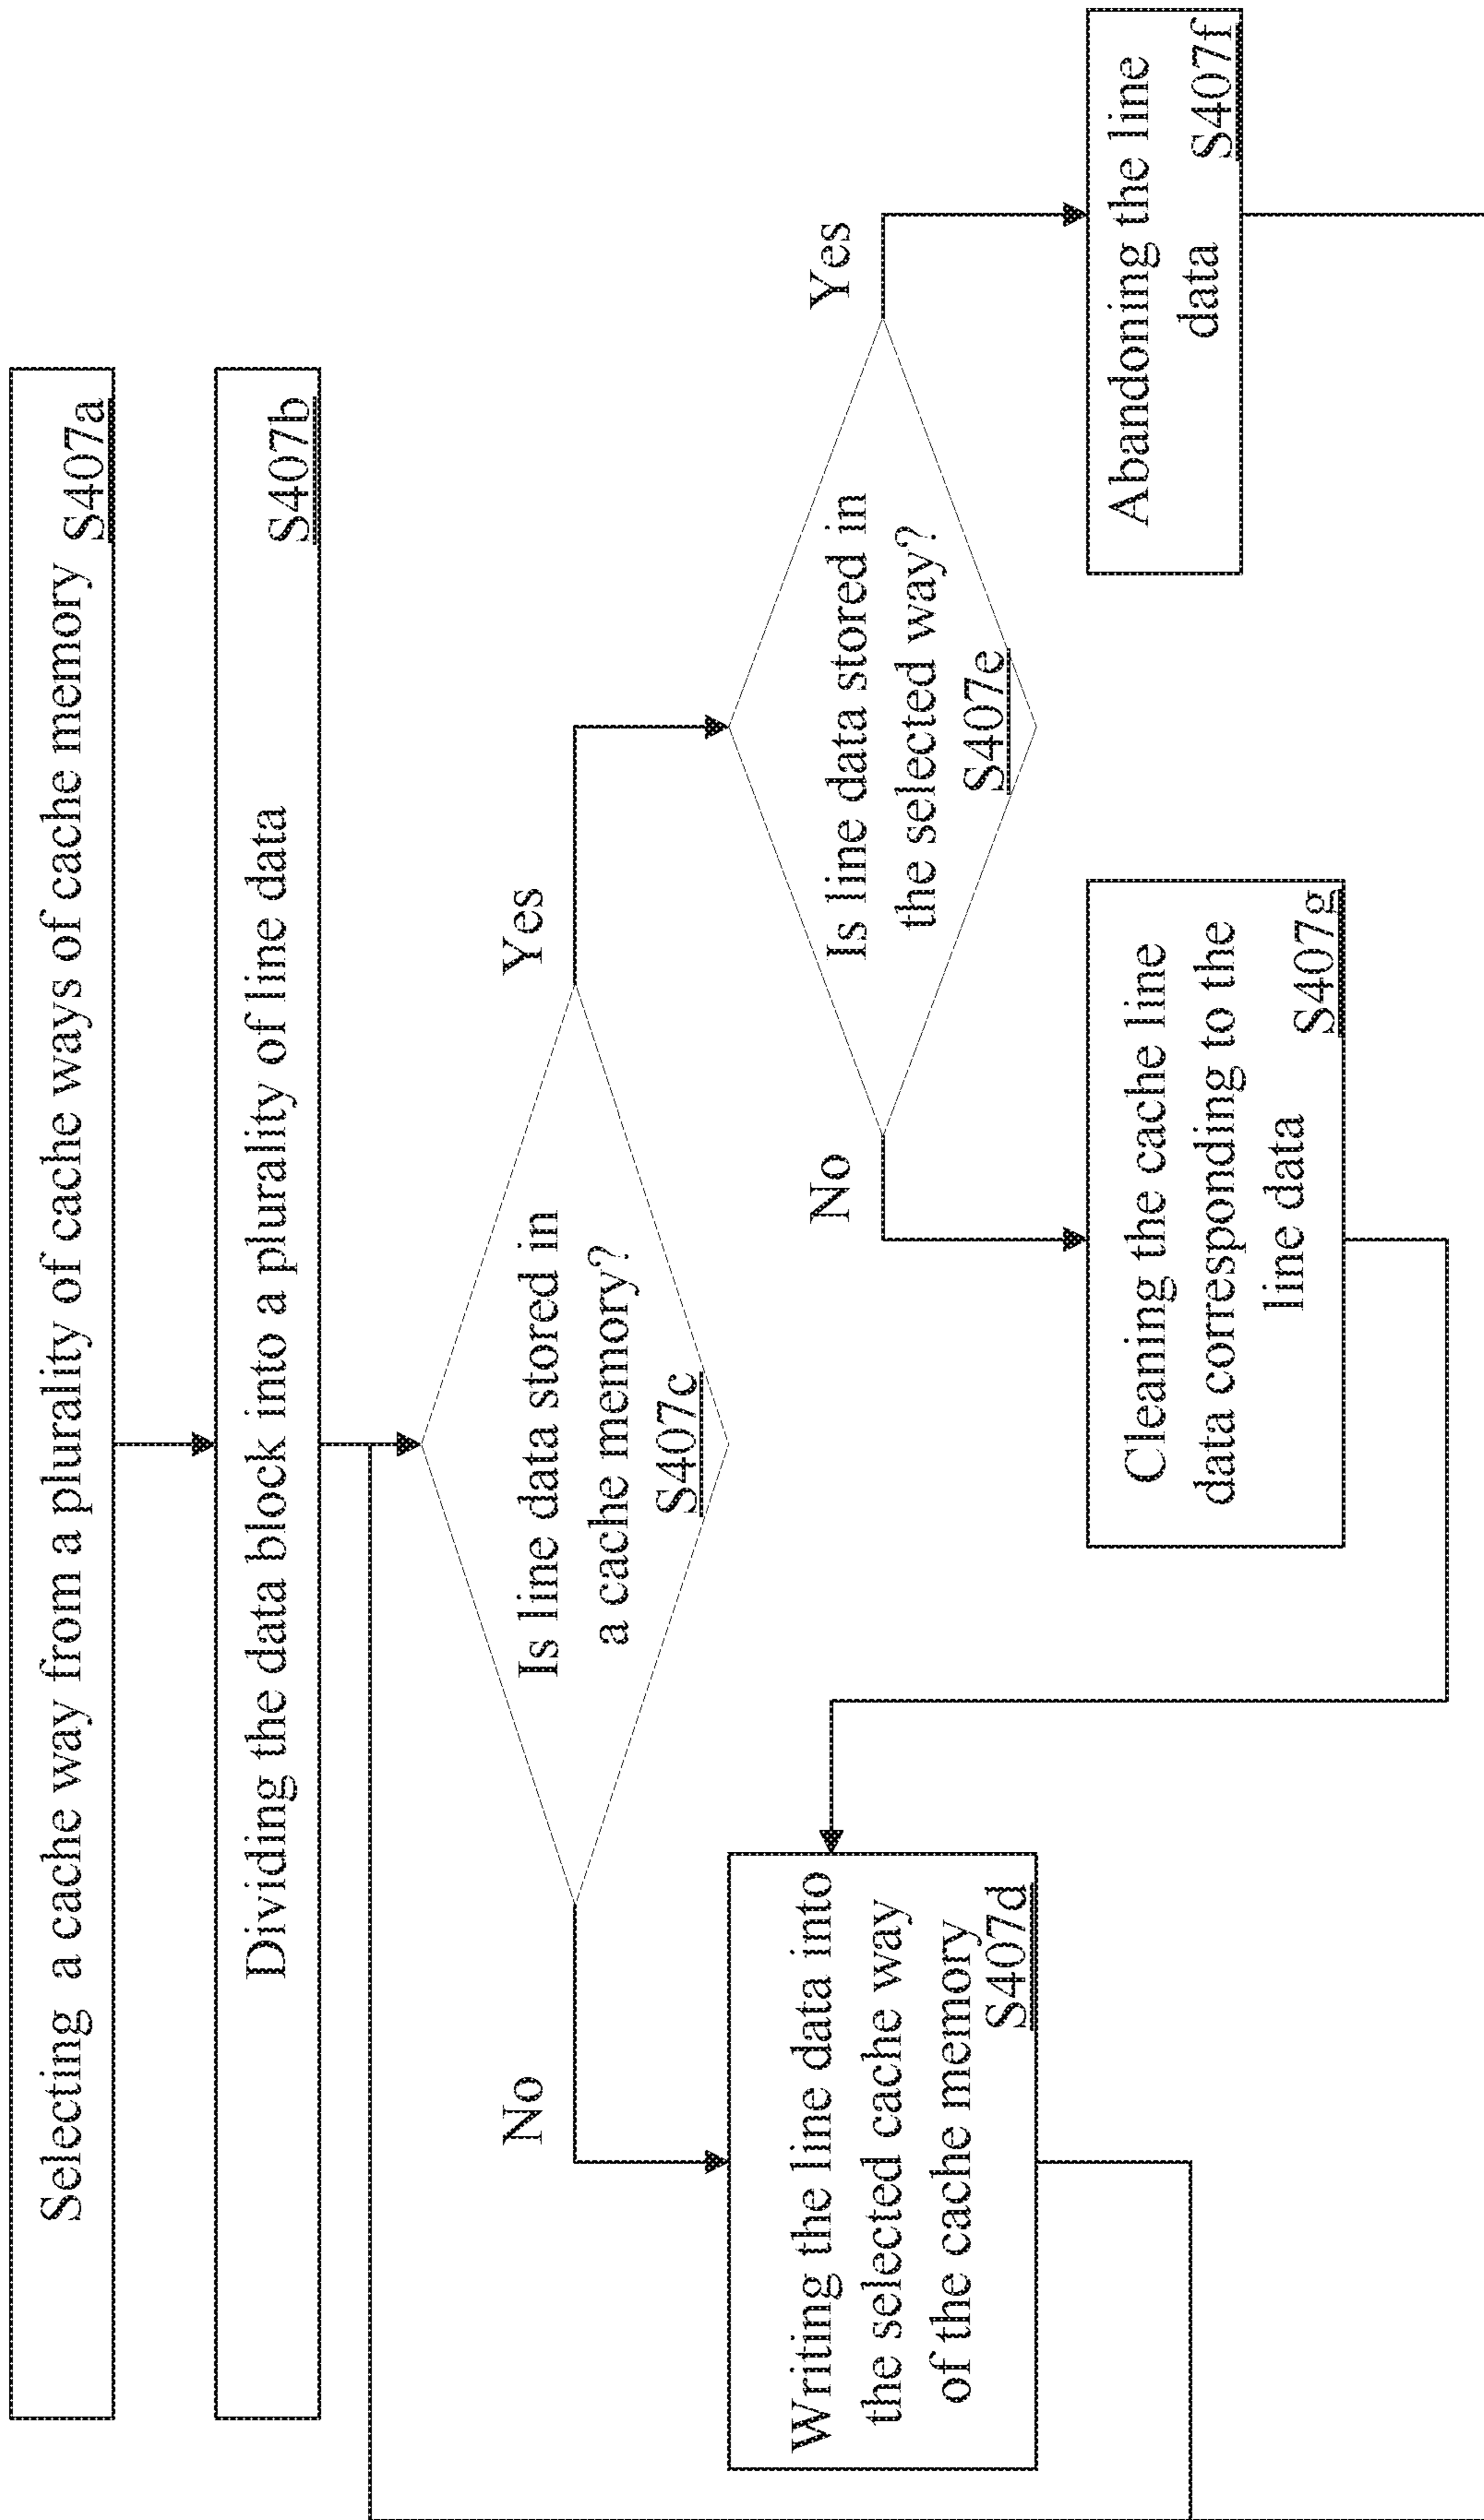 Selecting a cache way from a plurality of cache ways of cache memory S407a
Dividing the data block into a plurality of line data S407b
Is line data stored in
a cache memory?
S407c
No
Yes
Writing the line data into
the selected cache way
of the cache memory
S407d
Is line data stored in
the selected way?
S407e
No
Yes
Cleaning the cache line
data corresponding to the
line data S407g
Abandoning the line
data S407f